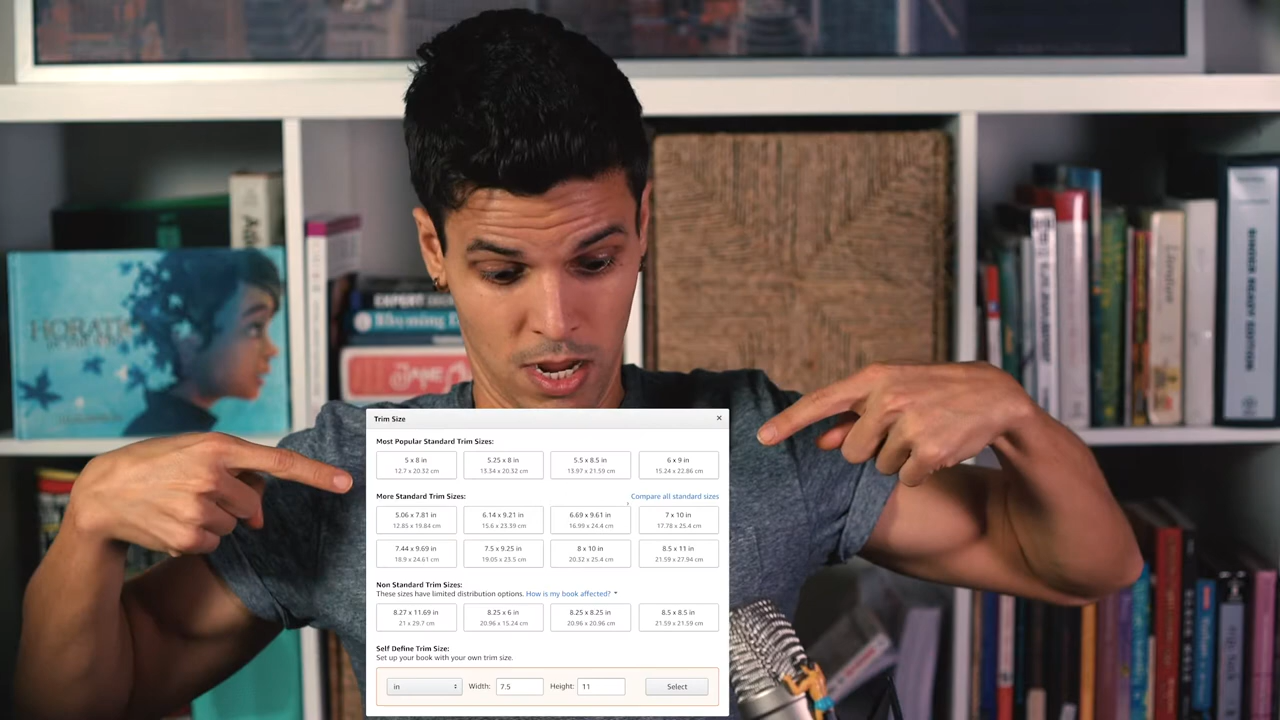 HORATIO
EXPERT
Rhyming
JANE
BINDER READY EDITION
Trim Size
×
Most Popular Standard Trim Sizes:
5 x 8 in
12.7 x 20.32 cm
5.25 x 8 in
13.34 x 20.32 cm
5.5 x 8.5 in
13.97 x 21.59 cm
6 x 9 in
15.24 x 22.86 cm
More Standard Trim Sizes:
Compare all standard sizes
5.06 x 7.81 in
12.85 x 19.84 cm
6.14 x 9.21 in
15.6 x 23.39 cm
6.69 x 9.61 in
16.99 x 24.4 cm
7 x 10 in
17.78 x 25.4 cm
7.44 x 9.69 in
18.9 x 24.61 cm
7.5 x 9.25 in
19.05 x 23.5 cm
8 x 10 in
20.32 x 25.4 cm
8.5 x 11 in
21.59 x 27.94 cm
Non Standard Trim Sizes:
These sizes have limited distribution options. How is my book affected?
8.27 x 11.69 in
21 x 29.7 cm
8.25 x 6 in
20.96 x 15.24 cm
8.25 x 8.25 in
20.96 x 20.96 cm
8.5 x 8.5 in
21.59 x 21.59 cm
Self Define Trim Size:
Set up your book with your own trim size.
in
Width: 7.5
Height: 11
Select